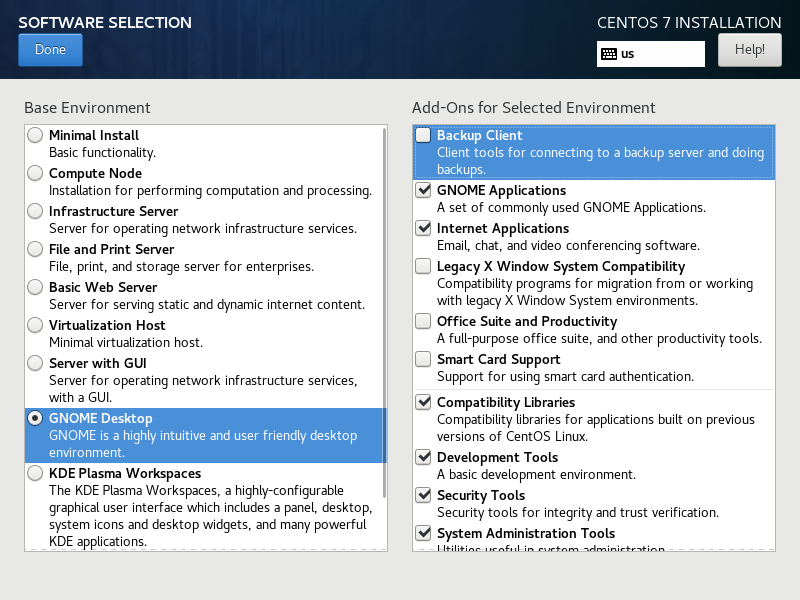 SOFTWARE SELECTION
Done
CENTOS 7 INSTALLATION
us
Help!
Base Environment
Minimal Install
Basic functionality.
Compute Node
Installation for performing computation and processing.
Infrastructure Server
Server for operating network infrastructure services.
File and Print Server
File, print, and storage server for enterprises.
Basic Web Server
Server for serving static and dynamic internet content.
Virtualization Host
Minimal virtualization host.
Server with GUI
Server for operating network infrastructure services,
with a GUI.
GNOME Desktop
GNOME is a highly intuitive and user friendly desktop
environment.
KDE Plasma Workspaces
The KDE Plasma Workspaces, a highly-configurable
graphical user interface which includes a panel, desktop,
system icons and desktop widgets, and many powerful
KDE applications.
Add-Ons for Selected Environment
Backup Client
Client tools for connecting to a backup server and doing
backups.
GNOME Applications
A set of commonly used GNOME Applications.
Internet Applications
Email, chat, and video conferencing software.
Legacy X Window System Compatibility
Compatibility programs for migration from or working
with legacy X Window System environments.
Office Suite and Productivity
A full-purpose office suite, and other productivity tools.
Smart Card Support
Support for using smart card authentication.
Compatibility Libraries
Compatibility libraries for applications built on previous
versions of CentOS Linux.
Development Tools
A basic development environment.
Security Tools
Security tools for integrity and trust verification.
System Administration Tools
Utilities useful in system administration.